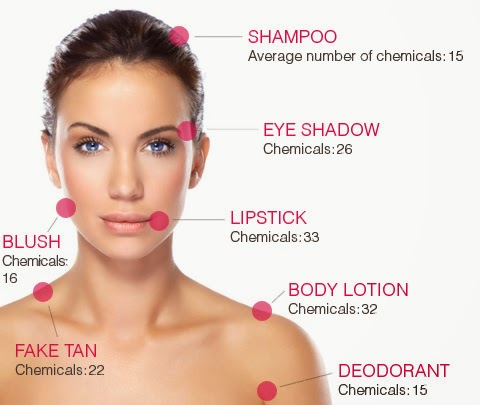 SHAMPOO
Average number of chemicals: 15
EYE SHADOW
Chemicals: 26
LIPSTICK
Chemicals: 33
BLUSH
Chemicals:
16
BODY LOTION
Chemicals: 32
FAKE TAN
Chemicals: 22
DEODORANT
Chemicals: 15